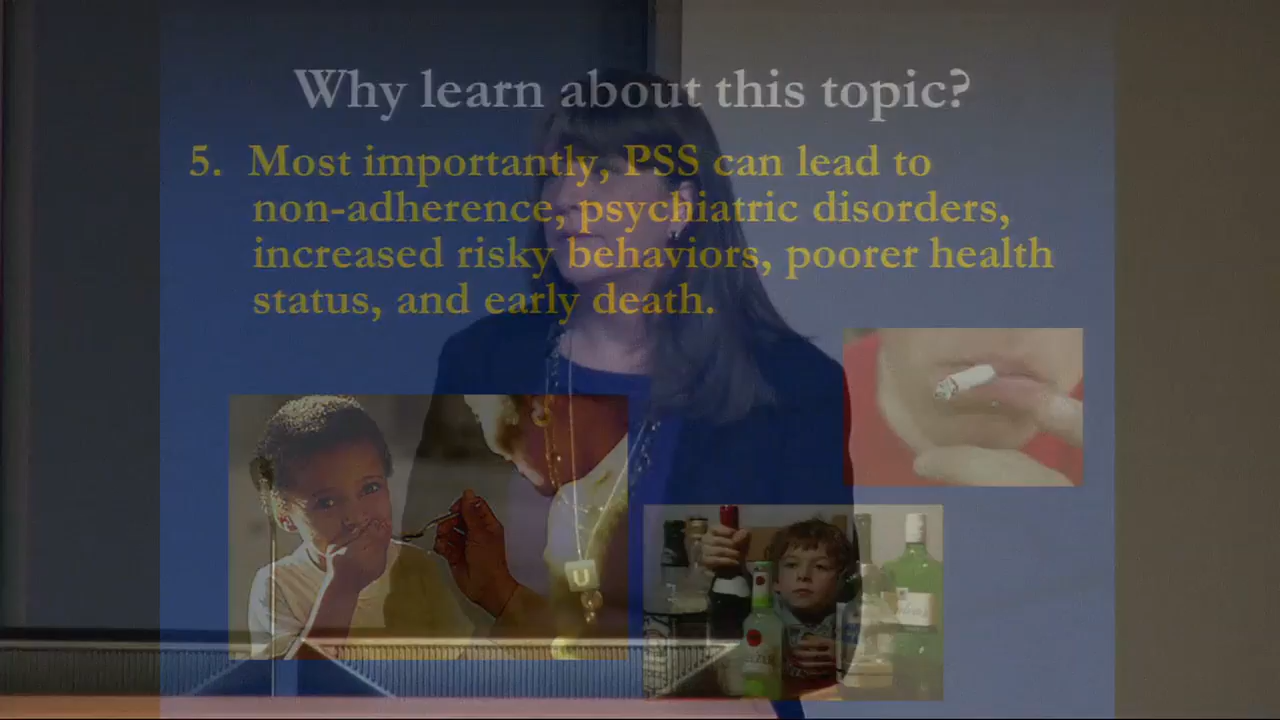 Why learn about this topic?
5. Most importantly, PSS can lead to
non-adherence, psychiatric disorders,
increased risky behaviors, poorer health
status, and early death.
U